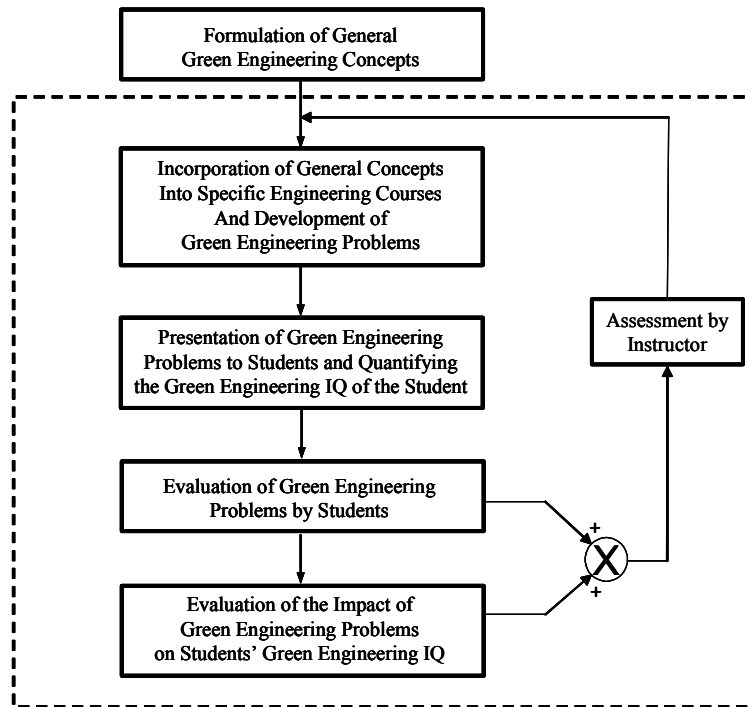 Formulation of General
Green Engineering Concepts
Incorporation of General Concepts
Into Specific Engineering Courses
And Development of
Green Engineering Problems
Presentation of Green Engineering
Problems to Students and Quantifying
the Green Engineering IQ of the Student
Assessment by
Instructor
Evaluation of Green Engineering
Problems by Students
+
X
+
Evaluation of the Impact of
Green Engineering Problems
on Students’ Green Engineering IQ